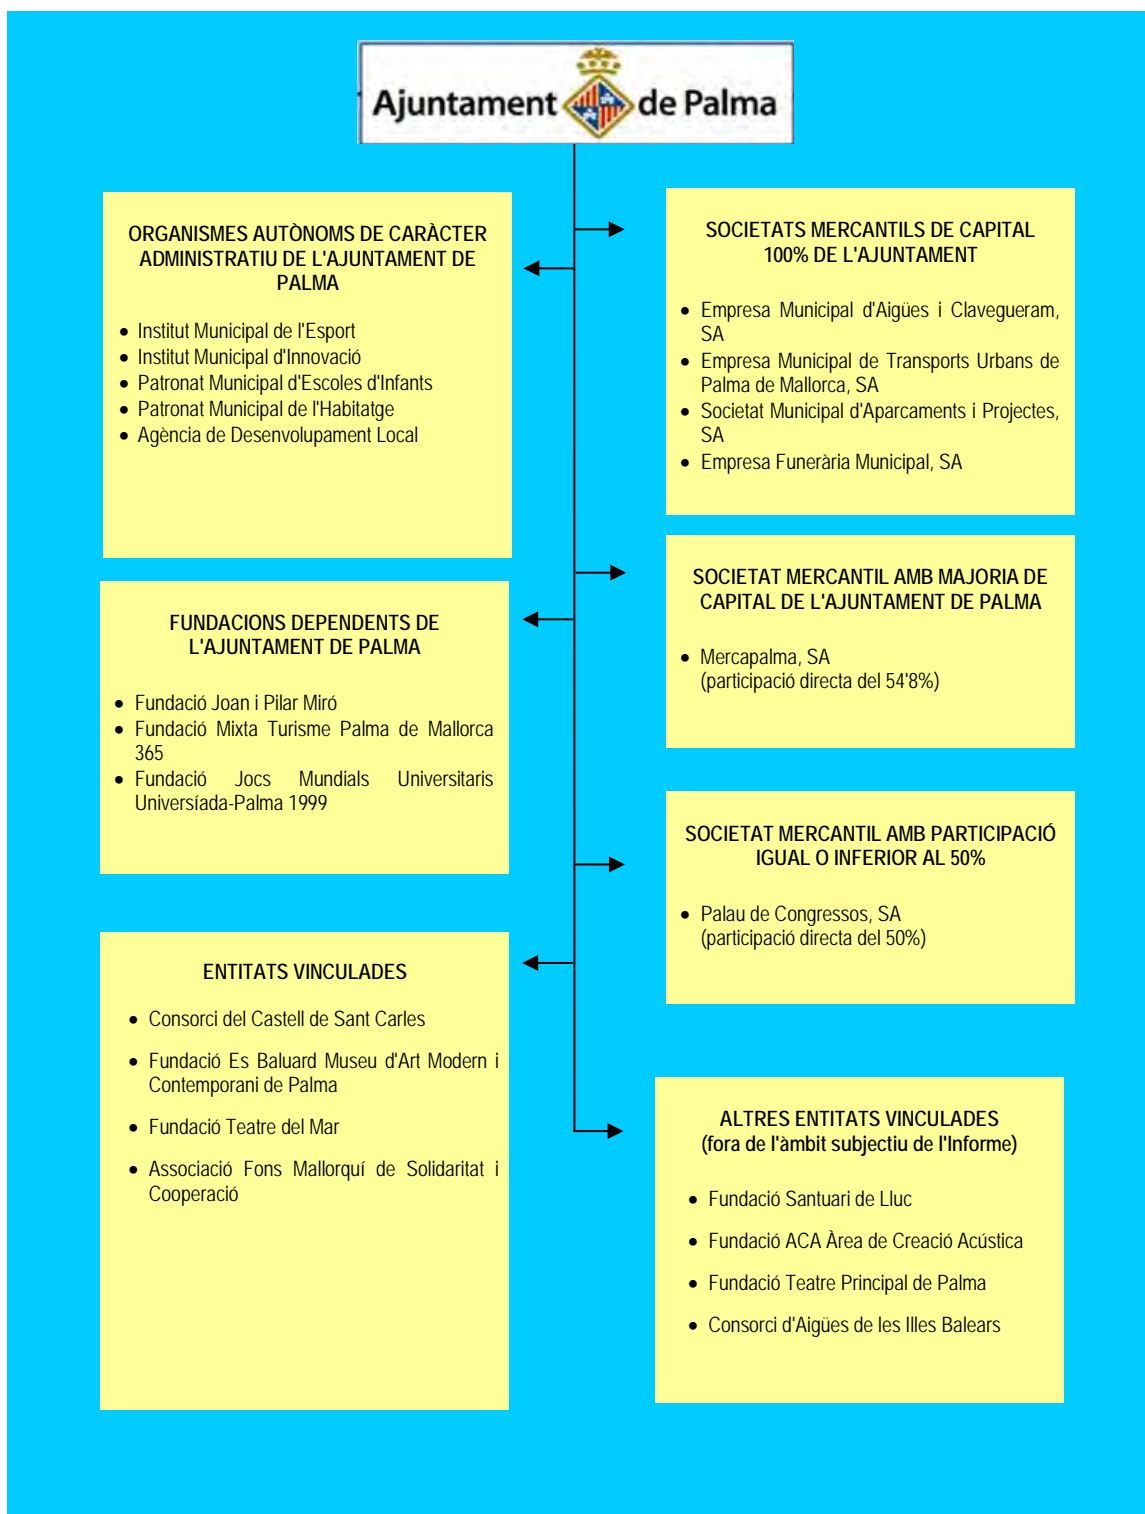 Ajuntament de Palma
ORGANISMES AUTÒNOMS DE CARÀCTER
ADMINISTRATIU DE L'AJUNTAMENT DE
PALMA
• Institut Municipal de l'Esport
• Institut Municipal d'Innovació
• Patronat Municipal d'Escoles d'Infants
• Patronat Municipal de l'Habitatge
• Agència de Desenvolupament Local
SOCIETATS MERCANTILS DE CAPITAL
100% DE L'AJUNTAMENT
• Empresa Municipal d'Aigües i Clavegueram,
SA
• Empresa Municipal de Transports Urbans de
Palma de Mallorca, SA
• Societat Municipal d'Aparcaments i Projectes,
SA
• Empresa Funerària Municipal, SA
FUNDACIONS DEPENDENTS DE
L'AJUNTAMENT DE PALMA
• Fundació Joan i Pilar Miró
• Fundació Mixta Turisme Palma de Mallorca
365
• Fundació Jocs Mundials Universitaris
Universíada-Palma 1999
SOCIETAT MERCANTIL AMB MAJORIA DE
CAPITAL DE L'AJUNTAMENT DE PALMA
• Mercapalma, SA
(participació directa del 54'8%)
SOCIETAT MERCANTIL AMB PARTICIPACIÓ
IGUAL O INFERIOR AL 50%
• Palau de Congressos, SA
(participació directa del 50%)
ENTITATS VINCULADES
• Consorci del Castell de Sant Carles
• Fundació Es Baluard Museu d'Art Modern i
Contemporani de Palma
• Fundació Teatre del Mar
• Associació Fons Mallorquí de Solidaritat i
Cooperació
ALTRES ENTITATS VINCULADES
(fora de l'àmbit subjectiu de l'Informe)
• Fundació Santuari de Lluc
• Fundació ACA Àrea de Creació Acústica
• Fundació Teatre Principal de Palma
• Consorci d'Aigües de les Illes Balears